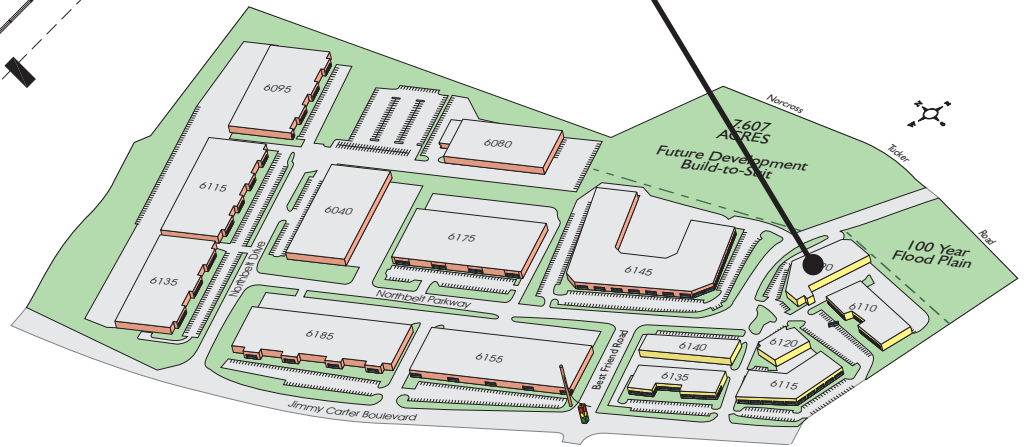 Norcross
Tucker
Road
7.607
ACRES
Future Development
Build-to-Suit
100 Year
Flood Plain
6095
6080
6115
6040
6175
6145
6135
6110
Northbelt Drive
Northbelt Parkway
6185
6155
Best Friend Road
6140
6120
6135
6115
Jimmy Carter Boulevard